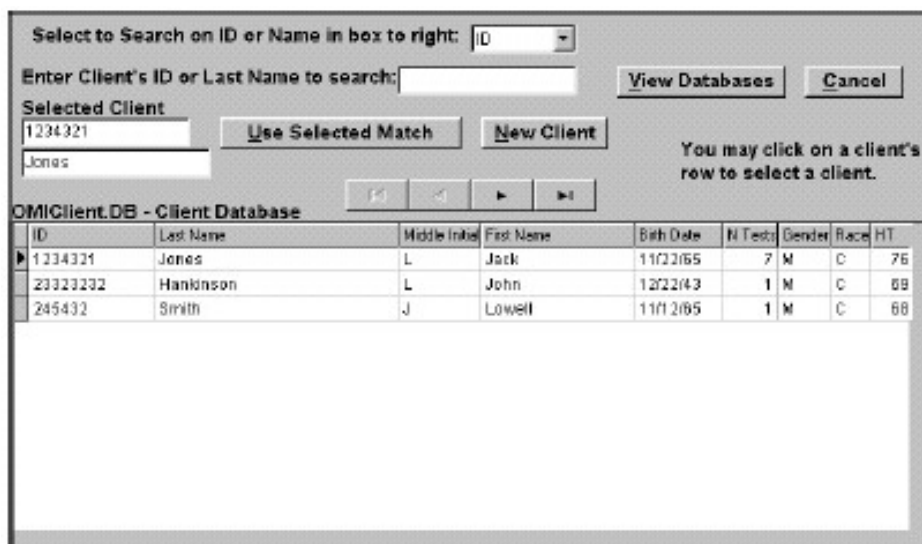 Select to Search on ID or Name in box to right: ID
Enter Client's ID or Last Name to search:
View Databases Cancel
Selected Client
1234321
Use Selected Match New Client
Jones
You may click on a client's
row to select a client.
OMIClient.DB - Client Database
ID Last Name Middle Initial First Name Birth Date N Tests Gender Race HT
1234321 Jones L Jack 11/22/65 7 M C 76
23323232 Hankinson L John 12/22/43 1 M C 69
245432 Smith J Lowell 11/12/65 1 M C 68